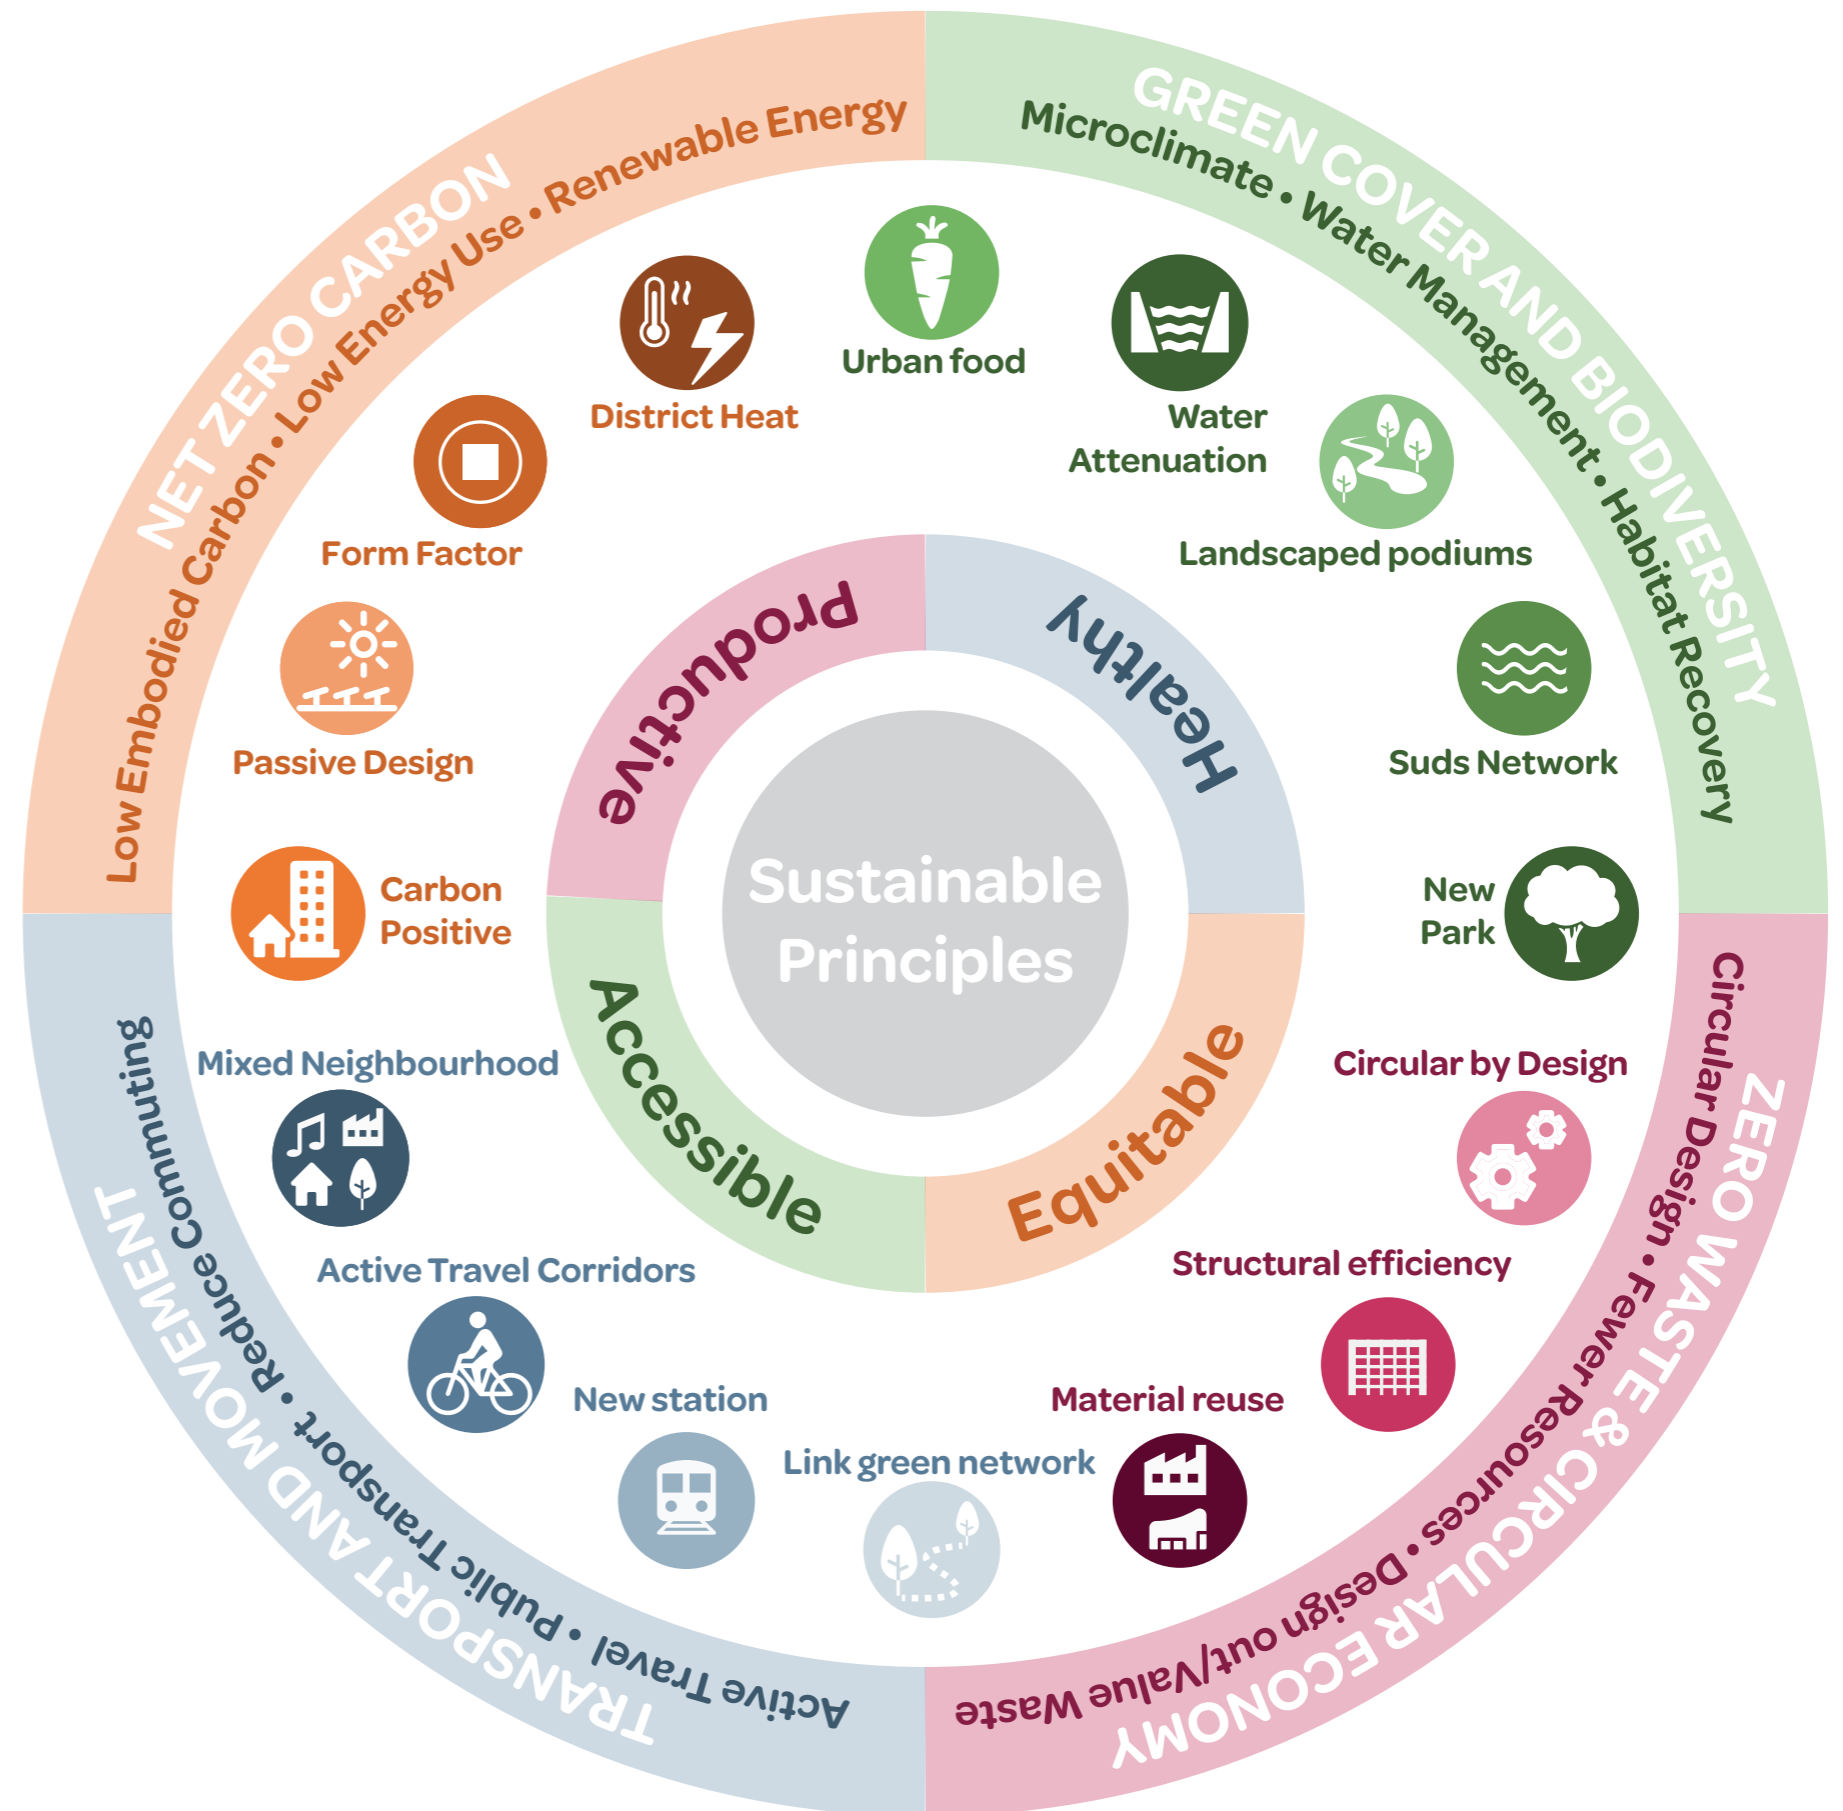 NET ZERO CARBON
Low Embodied Carbon • Low Energy Use • Renewable Energy
GREEN COVER AND BIODIVERSITY
Microclimate • Water Management • Habitat Recovery
ZERO WASTE & CIRCULAR ECONOMY
Circular Design • Fewer Resources • Design out/Value Waste
TRANSPORT AND MOVEMENT
Active Travel • Public Transport • Reduce Commuting
Urban food
District Heat
Water
Attenuation
Form Factor
Landscaped podiums
Passive Design
Suds Network
Carbon
Positive
New
Park
Mixed Neighbourhood
Circular by Design
Active Travel Corridors
Structural efficiency
New station
Material reuse
Link green network
Productive
Healthy
Accessible
Equitable
Sustainable
Principles